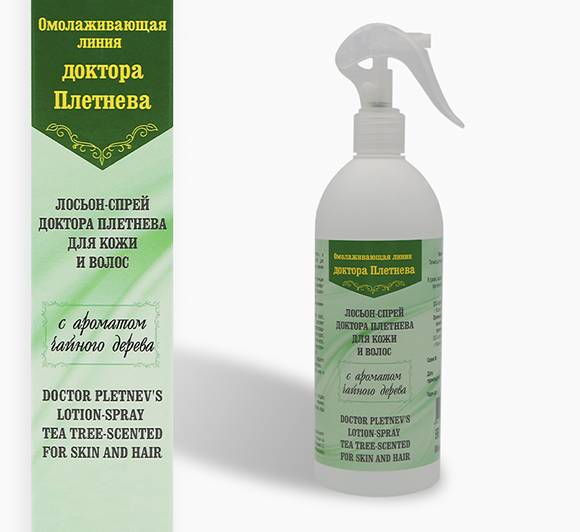 Омолаживающая
линия
доктора
Плетнева
ЛОСЬОН-СПРЕЙ
ДОКТОРА ПЛЕТНЕВА
ДЛЯ КОЖИ
И ВОЛОС
с ароматом
чайного дерева
DOCTOR PLETNEV'S
LOTION-SPRAY
TEA TREE-SCENTED
FOR SKIN AND HAIR
Омолаживающая линия
доктора Плетнева
ЛОСЬОН-СПРЕЙ
ДОКТОРА ПЛЕТНЕВА
ДЛЯ КОЖИ
И ВОЛОС
с ароматом
чайного дерева
DOCTOR PLETNEV'S
LOTION-SPRAY
TEA TREE-SCENTED
FOR SKIN AND HAIR